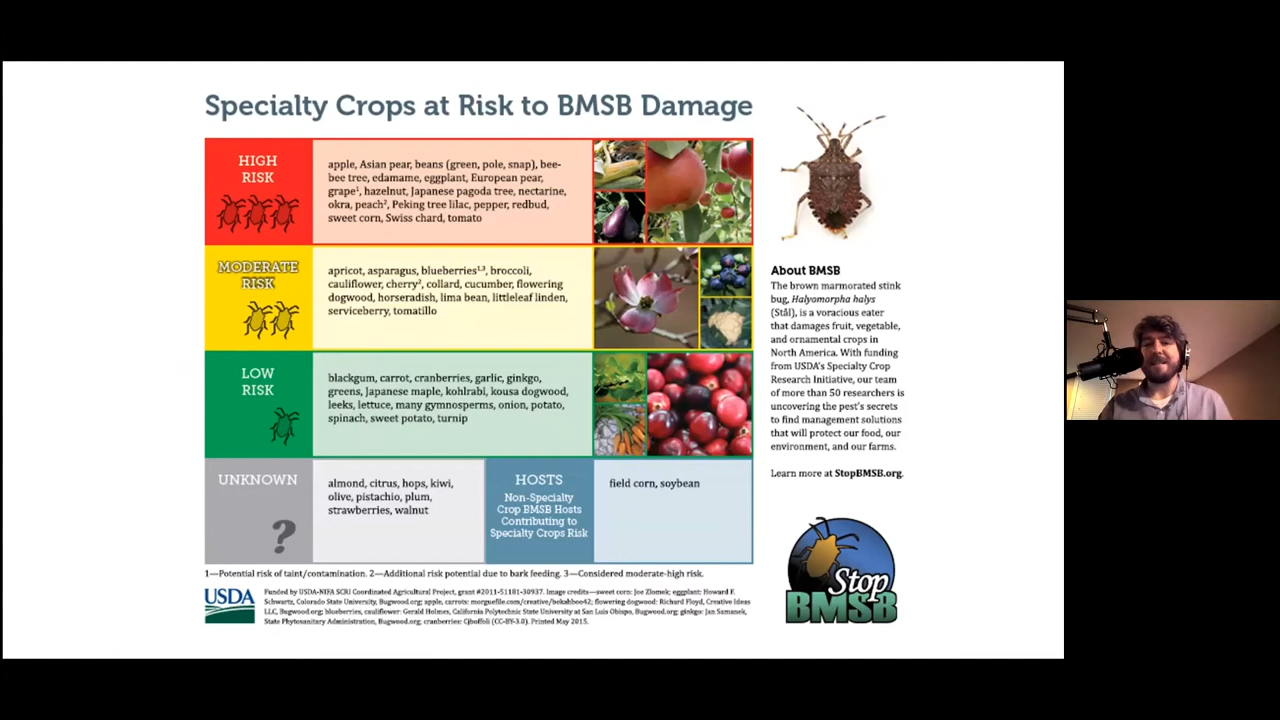 Specialty Crops at Risk to BMSB Damage
HIGH
RISK
apple, Asian pear, beans (green, pole, snap), bee-
bee tree, edamame, eggplant, European pear,
grape¹, hazelnut, Japanese pagoda tree, nectarine,
okra, peach², Peking tree lilac, pepper, redbud,
sweet corn, Swiss chard, tomato
MODERATE
RISK
apricot, asparagus, blueberries¹,³, broccoli,
cauliflower, cherry², collard, cucumber, flowering
dogwood, horseradish, lima bean, littleleaf linden,
serviceberry, tomatillo
LOW
RISK
blackgum, carrot, cranberries, garlic, ginkgo,
greens, Japanese maple, kohlrabi, kousa dogwood,
leeks, lettuce, many gymnosperms, onion, potato,
spinach, sweet potato, turnip
UNKNOWN
?
almond, citrus, hops, kiwi,
olive, pistachio, plum,
strawberries, walnut
HOSTS
Non-Specialty
Crop BMSB Hosts
Contributing to
Specialty Crops Risk
field corn, soybean
1—Potential risk of taint/contamination. 2—Additional risk potential due to bark feeding. 3—Considered moderate-high risk.
USDA
Funded by USDA-NIFA SCRI Coordinated Agricultural Project, grant #2011-51181-30937. Image credits—sweet corn: Joe Zlomek; eggplant: Howard F.
Schwartz, Colorado State University, Bugwood.org; apple, carrots: morguefile.com/creative/bekahboo42; flowering dogwood: Richard Floyd, Creative Ideas
LLC, Bugwood.org; blueberries, cauliflower: Gerald Holmes, California Polytechnic State University at San Luis Obispo, Bugwood.org; ginkgo: Jan Samanek,
State Phytosanitary Administration, Bugwood.org; cranberries: Cjboffoli (CC-BY-3.0). Printed May 2015.
About BMSB
The brown marmorated stink
bug, Halyomorpha halys
(Stål), is a voracious eater
that damages fruit, vegetable,
and ornamental crops in
North America. With funding
from USDA's Specialty Crop
Research Initiative, our team
of more than 50 researchers is
uncovering the pest's secrets
to find management solutions
that will protect our food, our
environment, and our farms.
Learn more at StopBMSB.org.
Stop
BMSB